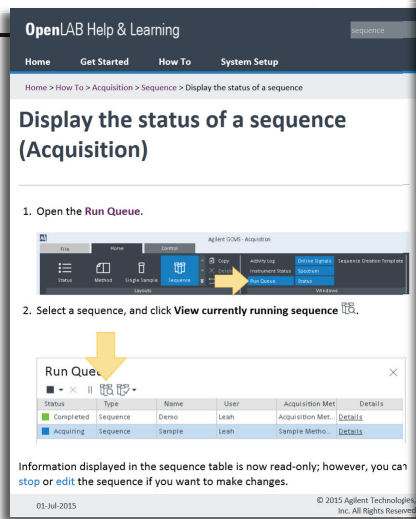 OpenLAB Help & Learning
sequence
Home Get Started How To System Setup
Home > How To > Acquisition > Sequence > Display the status of a sequence
Display the status of a sequence
(Acquisition)
1. Open the Run Queue.
Agilent GCMS - Acquisition
File Home Control
Status Method Single Sample Sequence
Copy
Layouts
Activity Log Online Signals Sequence Creation Template
Instrument Status Spectrum
Run Queue Status
Windows
2. Select a sequence, and click View currently running sequence
Run Que
Status Type Name User Acquisition Met Details
Completed Sequence Demo Leah Acquisition Met... Details
Acquiring Sequence Sample Leah Sample Metho... Details
Information displayed in the sequence table is now read-only; however, you can
stop or edit the sequence if you want to make changes.
01-Jul-2015
© 2015 Agilent Technologies,
Inc. All Rights Reserved